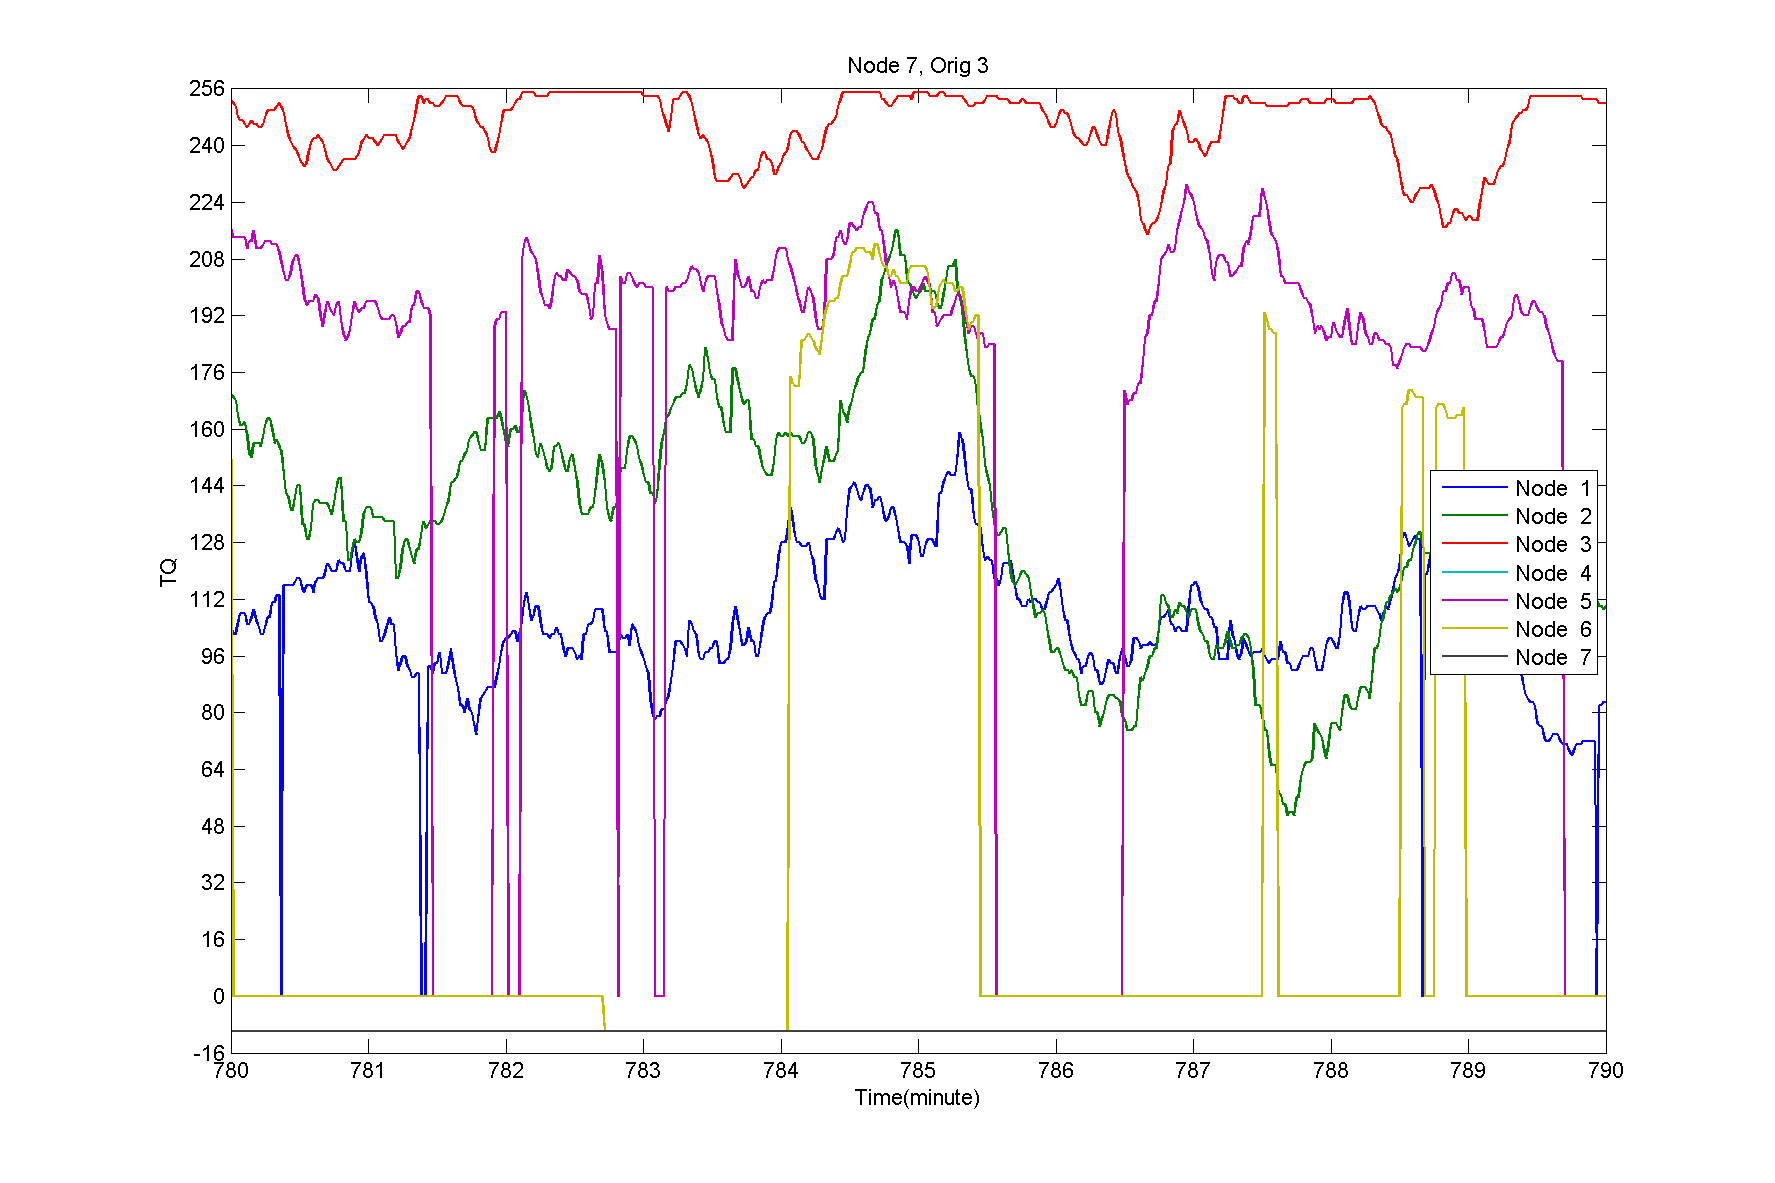 Node 7, Orig 3
256
240
224
208
192
176
160
144
128
112
96
80
64
48
32
16
0
-16
TQ
Node 1
Node 2
Node 3
Node 4
Node 5
Node 6
Node 7
780 781 782 783 784 785 786 787 788 789 790
Time(minute)